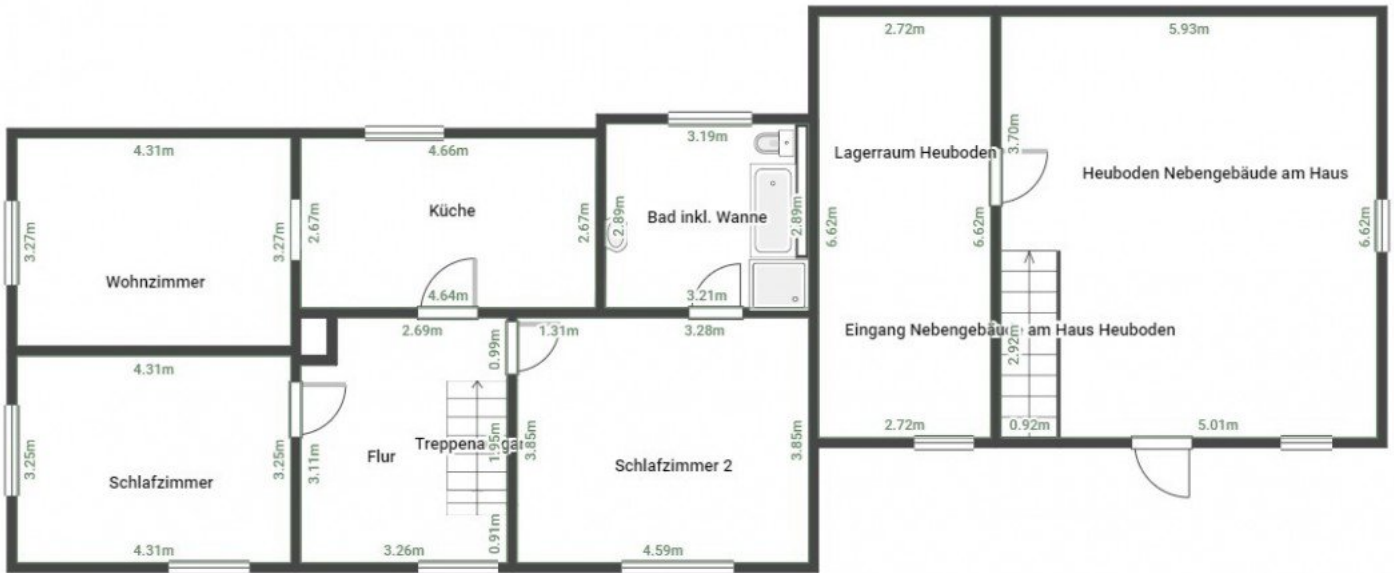 2.72m
5.93m
4.31m
4.66m
3.19m
3.70m
Lagerraum Heuboden
Heuboden Nebengebäude am Haus
3.27m
3.27m
2.67m
Küche
2.67m
2.89m
Bad inkl. Wanne
2.89m
6.62m
6.62m
6.62m
Wohnzimmer
4.64m
3.21m
2.69m
0.99m
1.31m
3.28m
Eingang Nebengebäu am Haus Heuboden
2.92m
4.31m
2.72m
0.92m
5.01m
3.25m
Schlafzimmer
3.25m
3.11m
Flur
Treppena gar
1.95m
3.85m
Schlafzimmer 2
3.85m
4.31m
3.26m
0.91m
4.59m